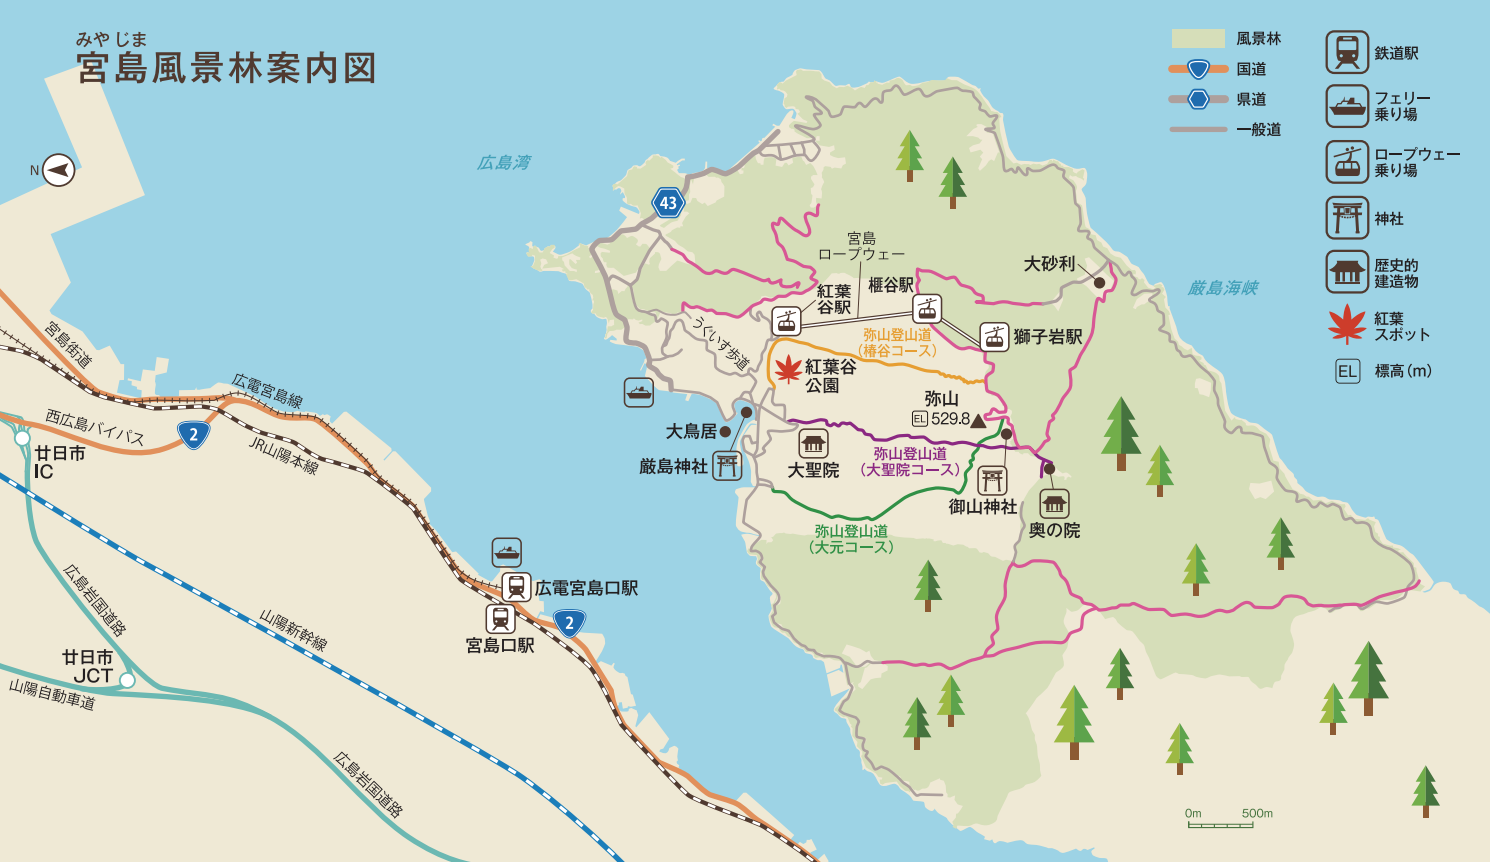 みやじま
宮島風景林案内図
N
広島湾
厳島海峡
風景林
国道
県道
一般道
鉄道駅
フェリー
乗り場
ロープウェー
乗り場
神社
歴史的
建造物
紅葉
スポット
EL
標高(m)
43
宮島
ロープウェー
紅葉
谷駅
榧谷駅
獅子岩駅
大砂利
うぐいす歩道
弥山登山道
(椿谷コース)
紅葉谷
公園
弥山
EL 529.8
大鳥居
厳島神社
大聖院
弥山登山道
(大聖院コース)
御山神社
奥の院
弥山登山道
(大元コース)
宮島街道
広電宮島線
西広島バイパス
2
JR山陽本線
廿日市
IC
広島岩国道路
山陽新幹線
広電宮島口駅
2
宮島口駅
廿日市
JCT
山陽自動車道
広島岩国道路
0m
500m